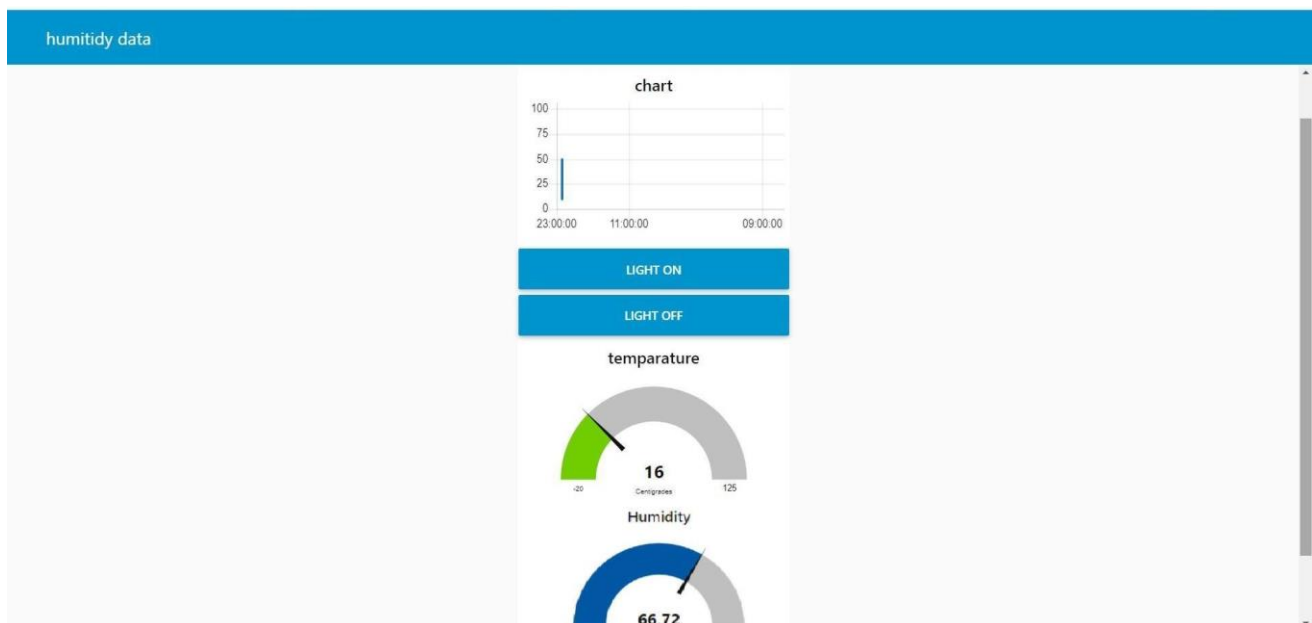 humitidy data
chart
100
75
50
25
0
23:00:00 11:00:00 09:00:00
LIGHT ON
LIGHT OFF
temparature
16
-20 Centigrades 125
Humidity
66.72